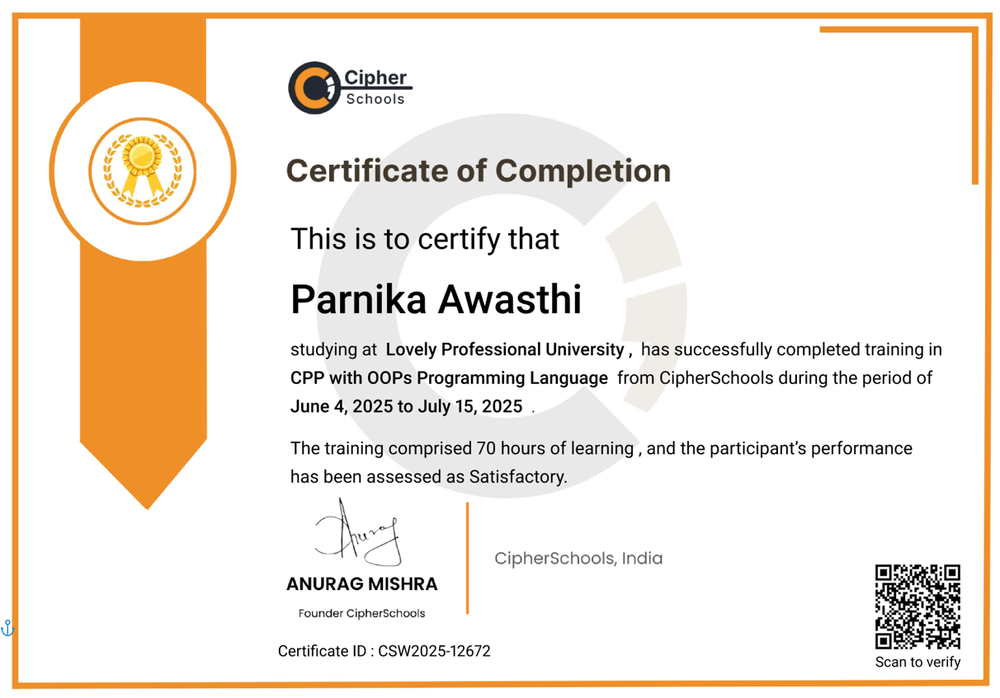 Cipher
Schools
Certificate of Completion
This is to certify that
Parnika Awasthi
studying at Lovely Professional University , has successfully completed training in
CPP with OOPs Programming Language from CipherSchools during the period of
June 4, 2025 to July 15, 2025 .
The training comprised 70 hours of learning , and the participant’s performance
has been assessed as Satisfactory.
Anurag
ANURAG MISHRA
Founder CipherSchools
CipherSchools, India
Certificate ID : CSW2025-12672
Scan to verify